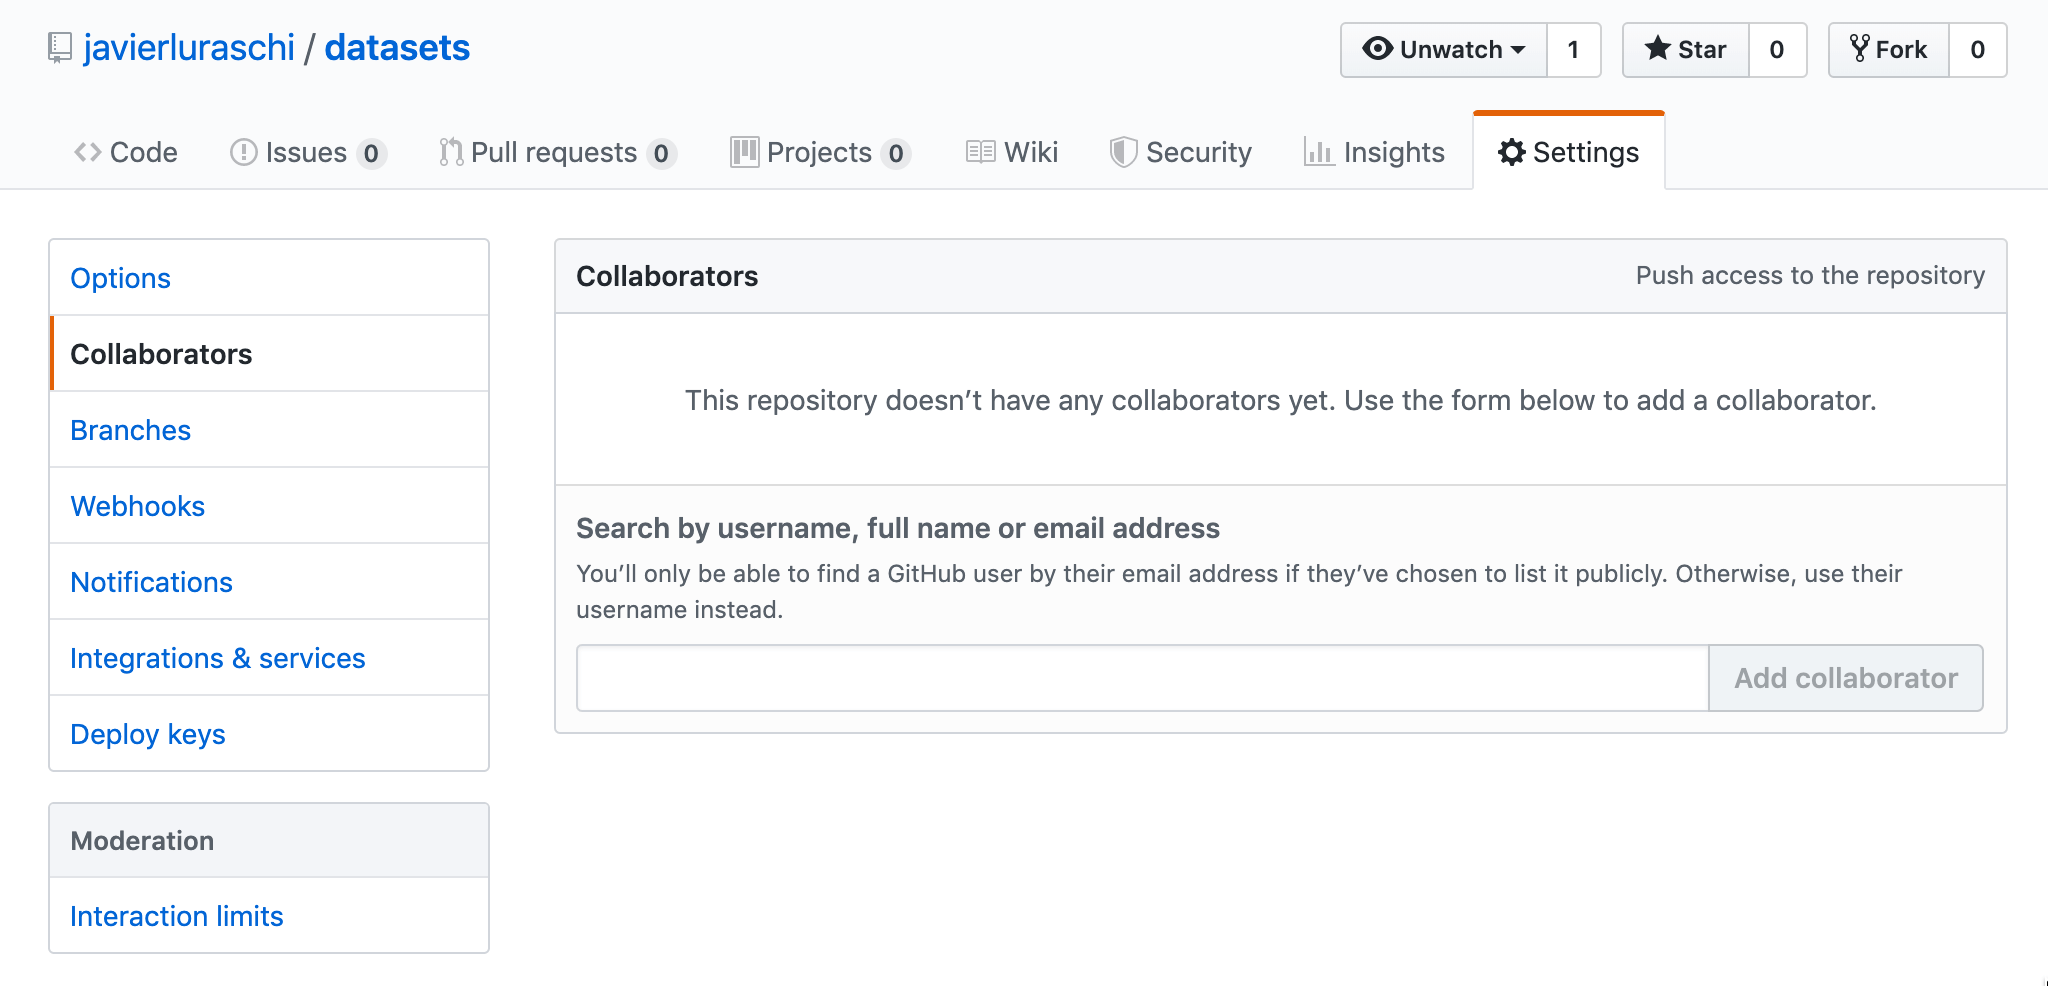 javierluraschi / datasets
Unwatch 1 Star 0 Fork 0
Code Issues 0 Pull requests 0 Projects 0 Wiki Security Insights Settings
Options
Collaborators
Branches
Webhooks
Notifications
Integrations & services
Deploy keys
Moderation
Interaction limits
Collaborators Push access to the repository
This repository doesn’t have any collaborators yet. Use the form below to add a collaborator.
Search by username, full name or email address
You’ll only be able to find a GitHub user by their email address if they’ve chosen to list it publicly. Otherwise, use their
username instead.
Add collaborator